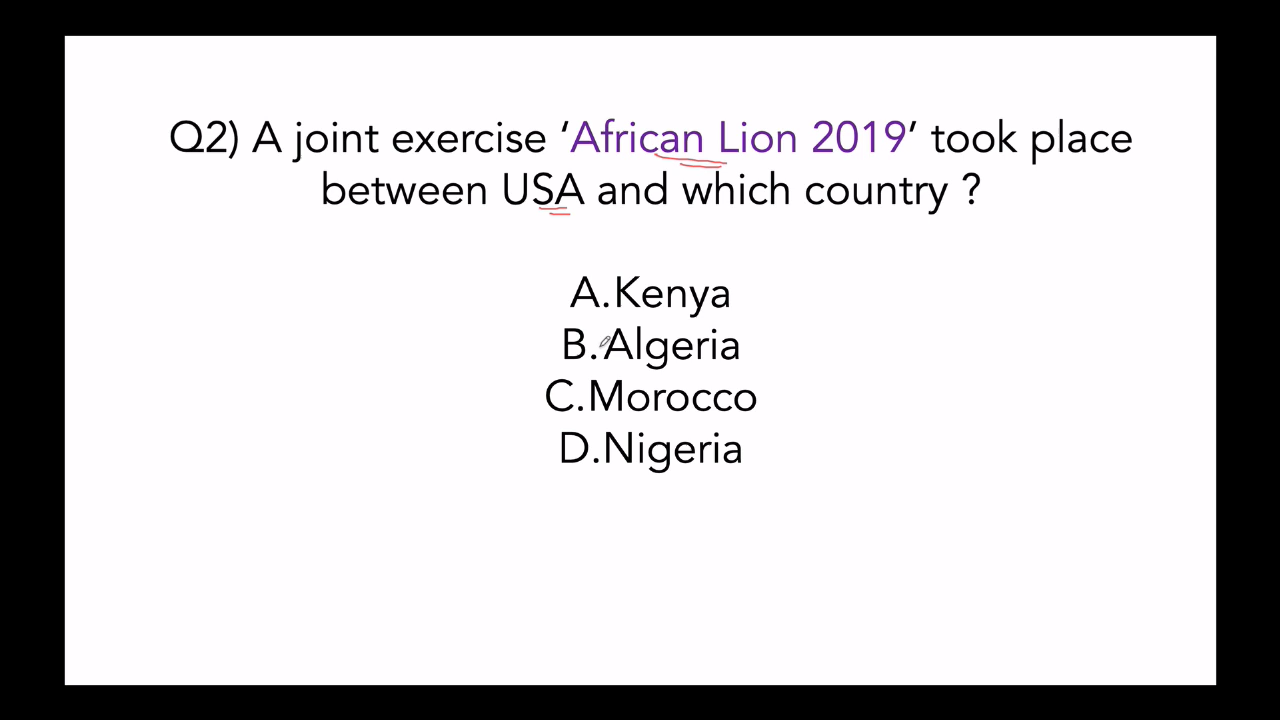 Q2) A joint exercise ‘African Lion 2019’ took place
between USA and which country ?
A.Kenya
B.Algeria
C.Morocco
D.Nigeria